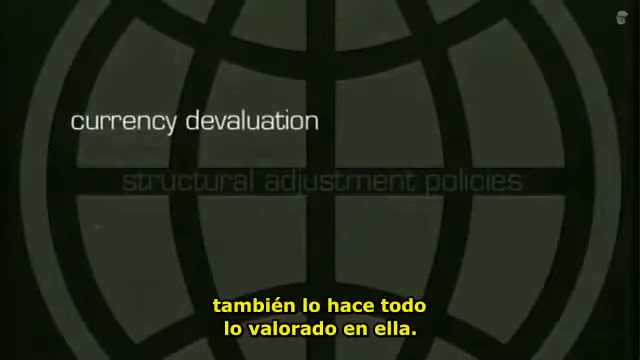 currency devaluation
structural adjustment policies
también lo hace todo
lo valorado en ella.